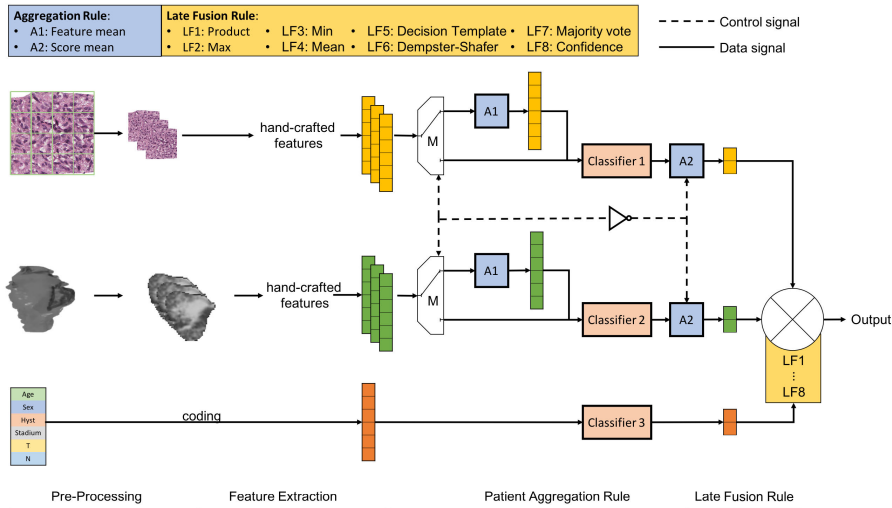 Aggregation Rule:
• A1: Feature mean
• A2: Score mean
Late Fusion Rule:
• LF1: Product • LF3: Min • LF5: Decision Template • LF7: Majority vote
• LF2: Max • LF4: Mean • LF6: Dempster-Shafer • LF8: Confidence
Control signal
Data signal
hand-crafted
features
M
A1
Classifier 1
A2
hand-crafted
features
M
A1
Classifier 2
A2
Output
LF1
⋮
LF8
Age
Sex
Hyst
Stadium
T
N
coding
Classifier 3
Pre-Processing
Feature Extraction
Patient Aggregation Rule
Late Fusion Rule